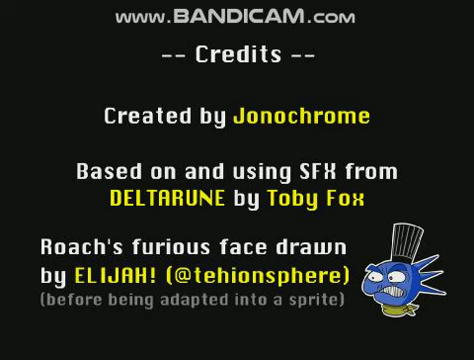 www.BANDICAM.com
-- Credits --
Created by Jonochrome
Based on and using SFX from
DELTARUNE by Toby Fox
Roach's furious face drawn
by ELIJAH! (@tehionsphere)
(before being adapted into a sprite)